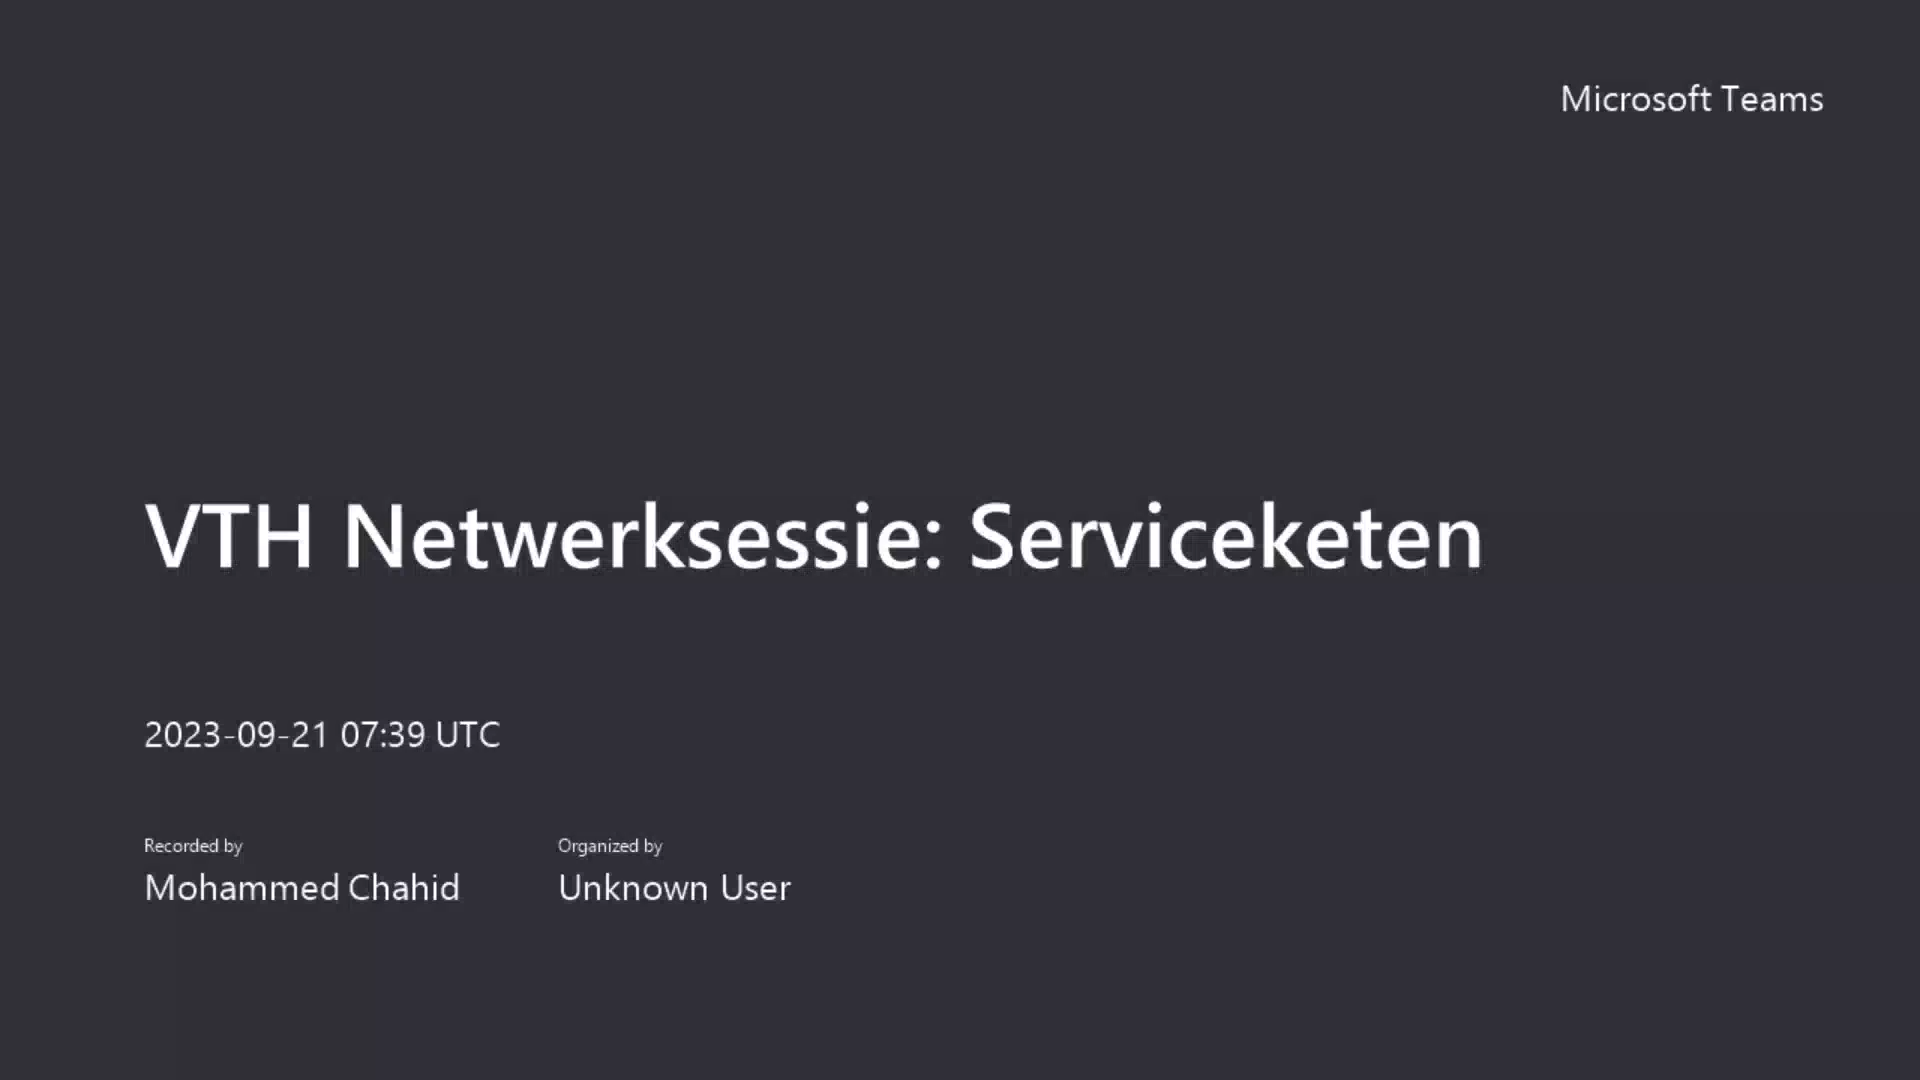 Microsoft Teams
VTH Netwerksessie: Serviceketen
2023-09-21 07:39 UTC
Recorded by
Mohammed Chahid
Organized by
Unknown User